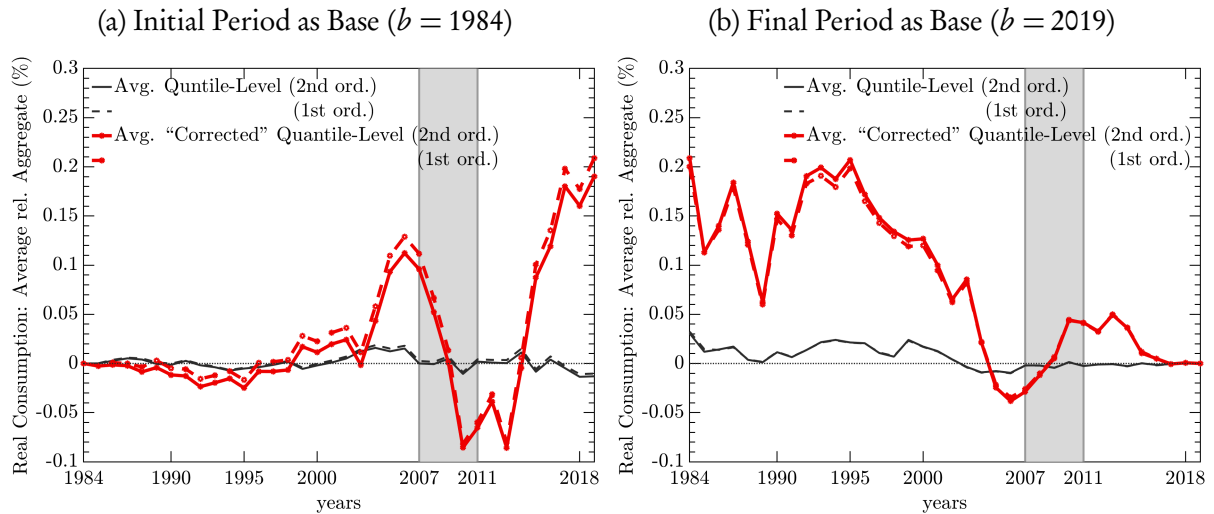 (a) Initial Period as Base (b = 1984)
Real Consumption: Average rel. Aggregate (%)
0.3
0.25
0.2
0.15
0.1
0.05
0
-0.05
-0.1
Avg. Quntile-Level (2nd ord.)
(1st ord.)
Avg. “Corrected” Quantile-Level (2nd ord.)
(1st ord.)
1984
1990
1995
2000
2007
2011
2018
years
(b) Final Period as Base (b = 2019)
Real Consumption: Average rel. Aggregate (%)
0.3
0.25
0.2
0.15
0.1
0.05
0
-0.05
-0.1
Avg. Quntile-Level (2nd ord.)
(1st ord.)
Avg. “Corrected” Quantile-Level (2nd ord.)
(1st ord.)
1984
1990
1995
2000
2007
2011
2018
years